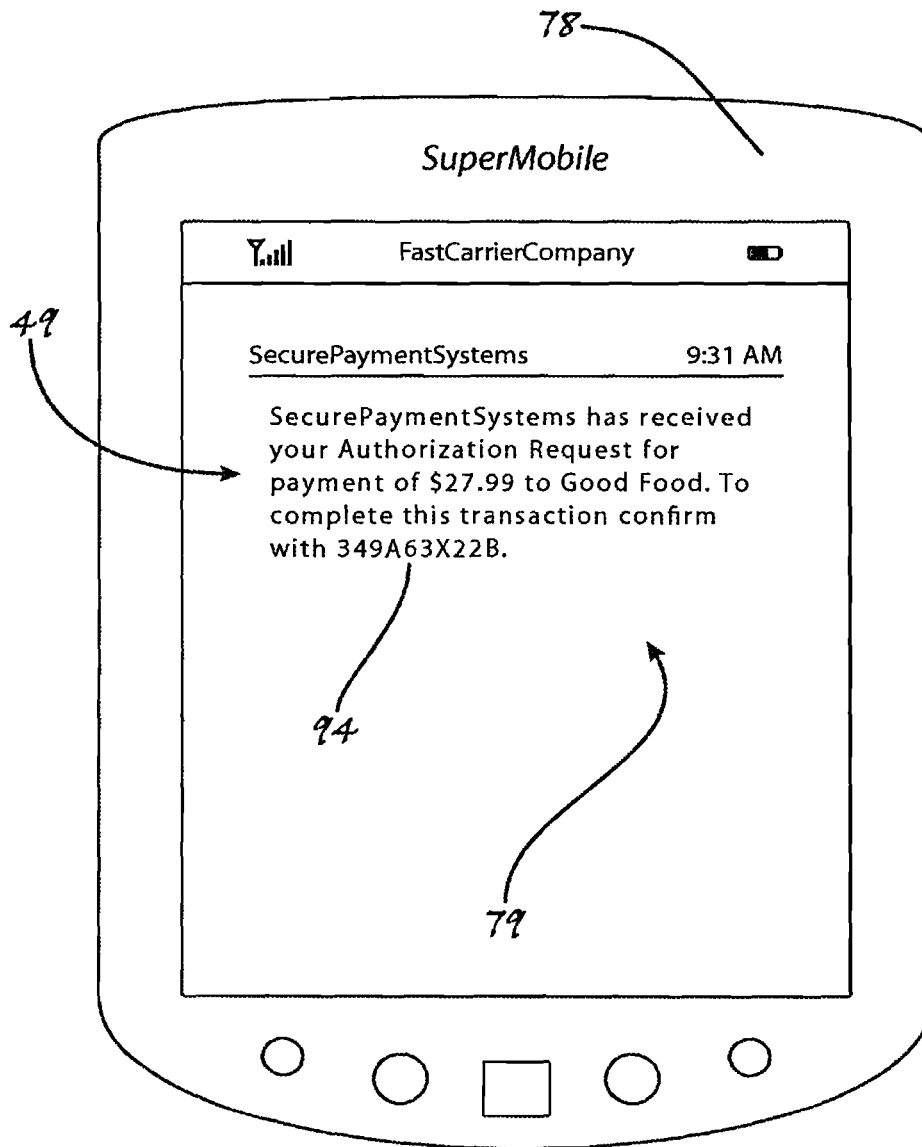 78
SuperMobile
FastCarrierCompany
49
SecurePaymentSystems 9:31 AM
SecurePaymentSystems has received
your Authorization Request for
payment of $27.99 to Good Food. To
complete this transaction confirm
with 349A63X22B.
94
79